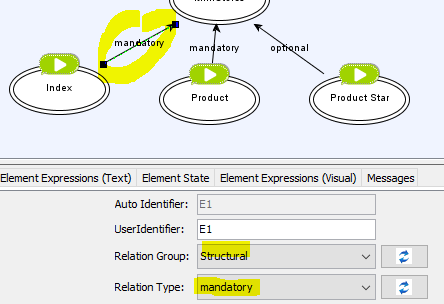 mandatory mandatory optional
Index Product Product Star
Element Expressions (Text) Element State Element Expressions (Visual) Messages
Auto Identifier: E1
UserIdentifier: E1
Relation Group: Structural
Relation Type: mandatory